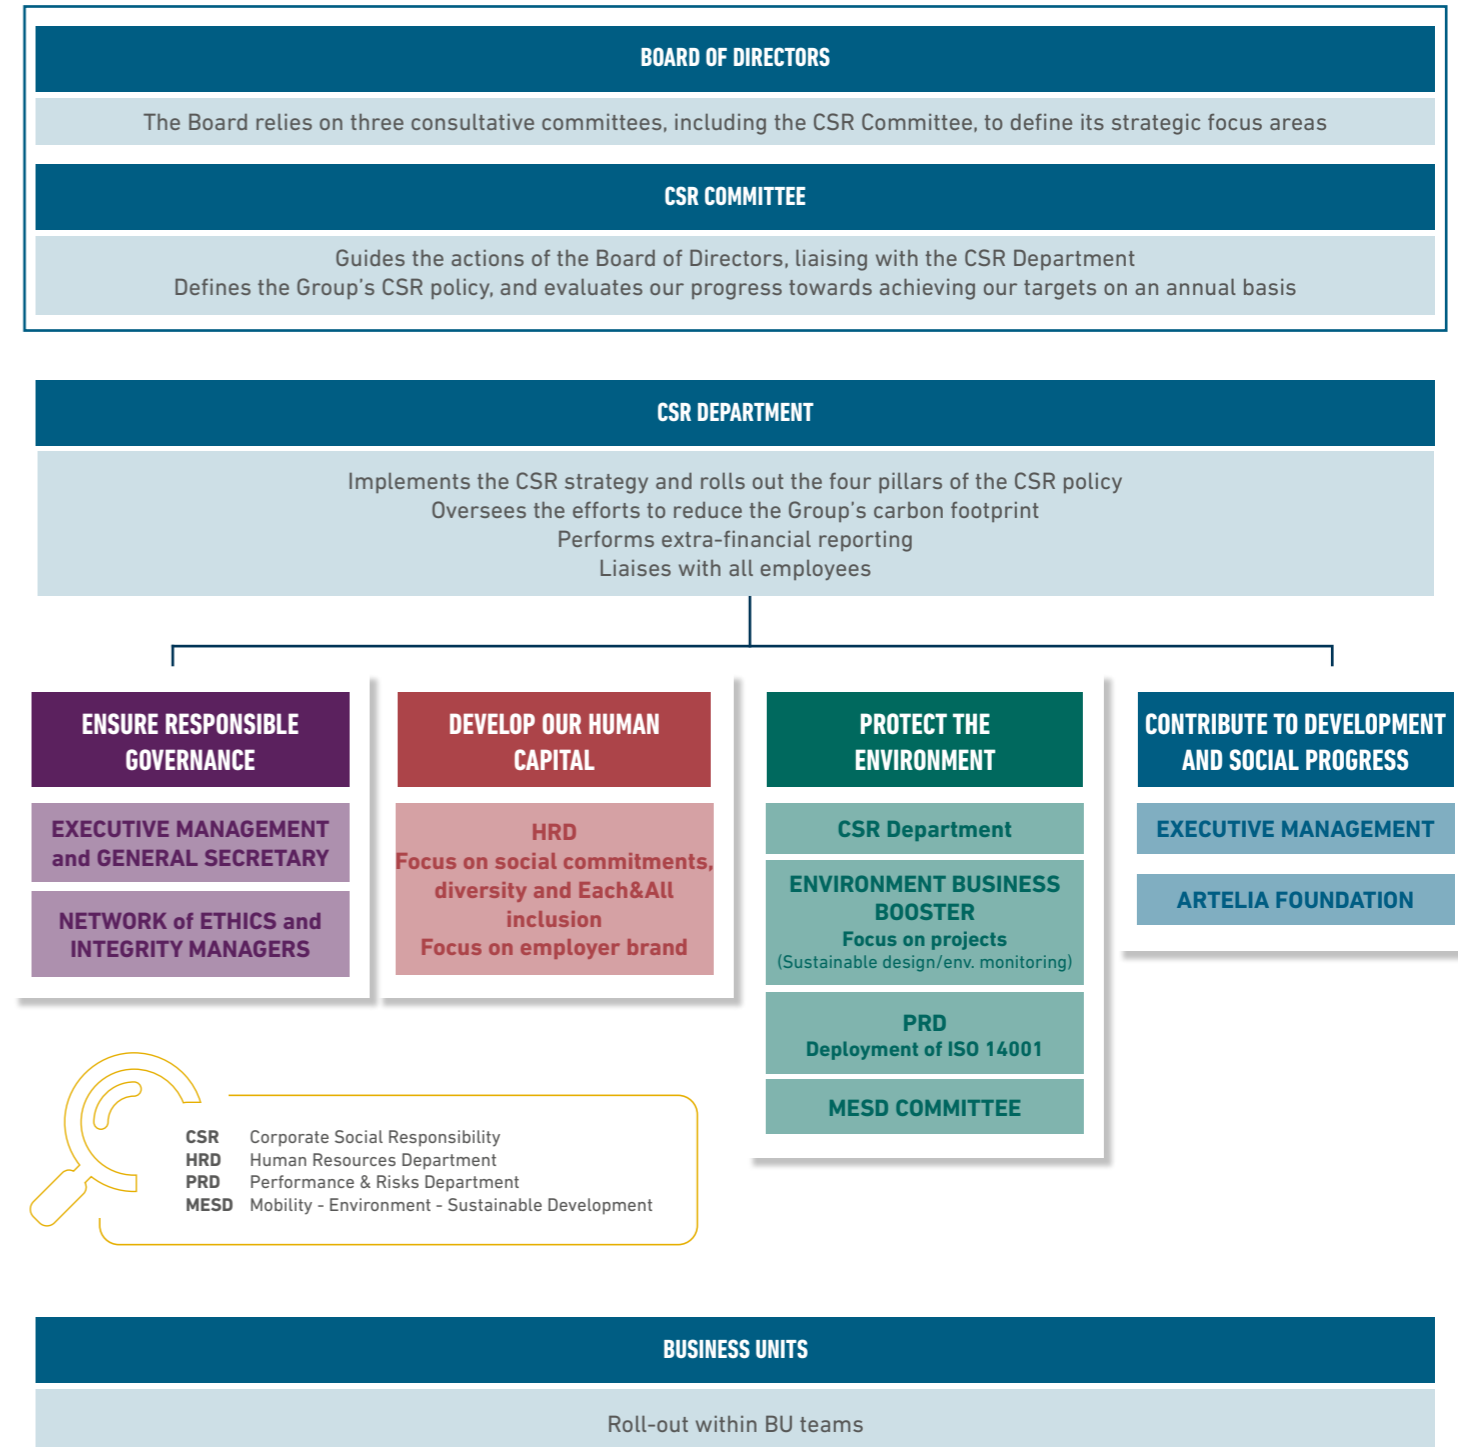 BOARD OF DIRECTORS
The Board relies on three consultative committees, including the CSR Committee, to define its strategic focus areas
CSR COMMITTEE
Guides the actions of the Board of Directors, liaising with the CSR Department
Defines the Group's CSR policy, and evaluates our progress towards achieving our targets on an annual basis
CSR DEPARTMENT
Implements the CSR strategy and rolls out the four pillars of the CSR policy
Oversees the efforts to reduce the Group's carbon footprint
Performs extra-financial reporting
Liaises with all employees
ENSURE RESPONSIBLE
GOVERNANCE
EXECUTIVE MANAGEMENT
and GENERAL SECRETARY
NETWORK of ETHICS and
INTEGRITY MANAGERS
DEVELOP OUR HUMAN
CAPITAL
HRD
Focus on social commitments,
diversity and Each&All
inclusion
Focus on employer brand
PROTECT THE
ENVIRONMENT
CSR Department
ENVIRONMENT BUSINESS
BOOSTER
Focus on projects
(Sustainable design/env. monitoring)
PRD
Deployment of ISO 14001
MESD COMMITTEE
CONTRIBUTE TO DEVELOPMENT
AND SOCIAL PROGRESS
EXECUTIVE MANAGEMENT
ARTELIA FOUNDATION
CSR Corporate Social Responsibility
HRD Human Resources Department
PRD Performance & Risks Department
MESD Mobility - Environment - Sustainable Development
BUSINESS UNITS
Roll-out within BU teams